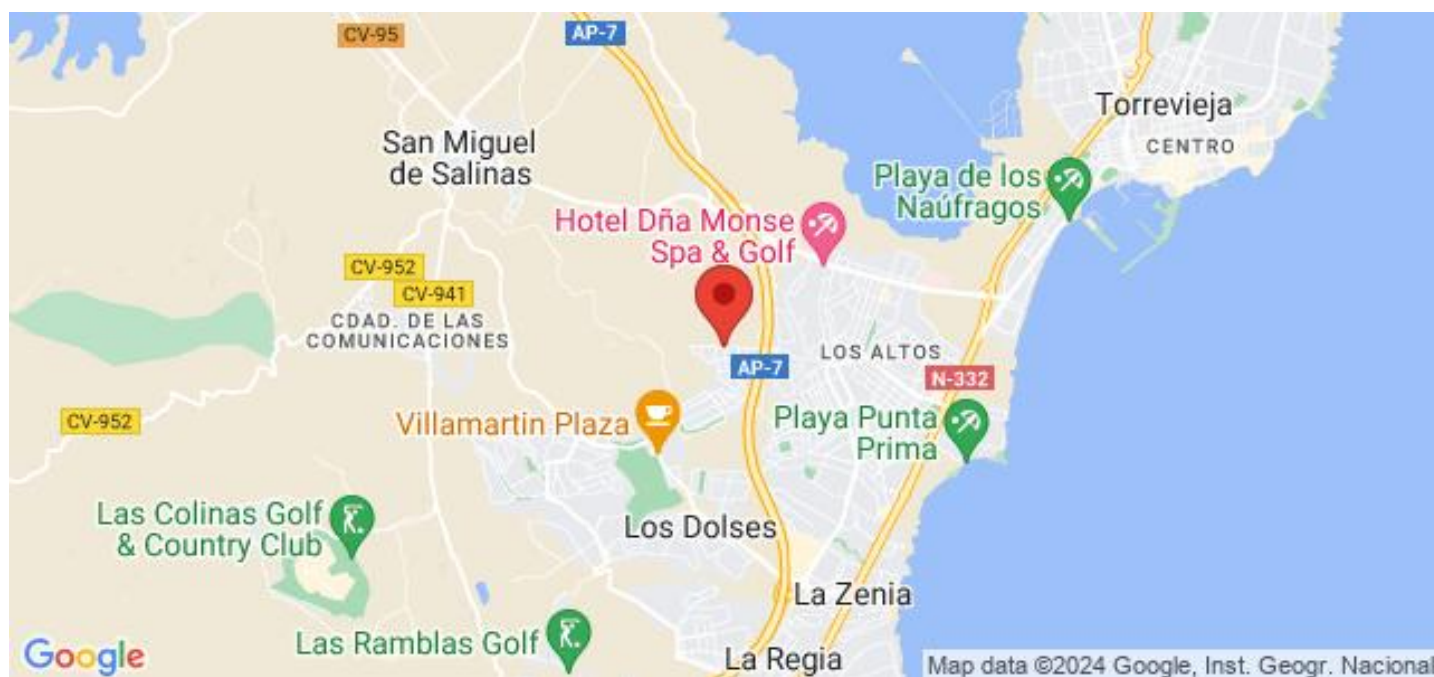 CV-95
AP-7
Torrevieja
CENTRO
San Miguel
de Salinas
Playa de los
Naúfragos
Hotel Dña Monse
Spa & Golf
CV-952
CV-941
CDAD. DE LAS
COMUNICACIONES
LOS ALTOS
AP-7
N-332
CV-952
Villamartin Plaza
Playa Punta
Prima
Las Colinas Golf
& Country Club
Los Dolses
La Zenia
Las Ramblas Golf
La Regia
Google
Map data ©2024 Google, Inst. Geogr. Nacional